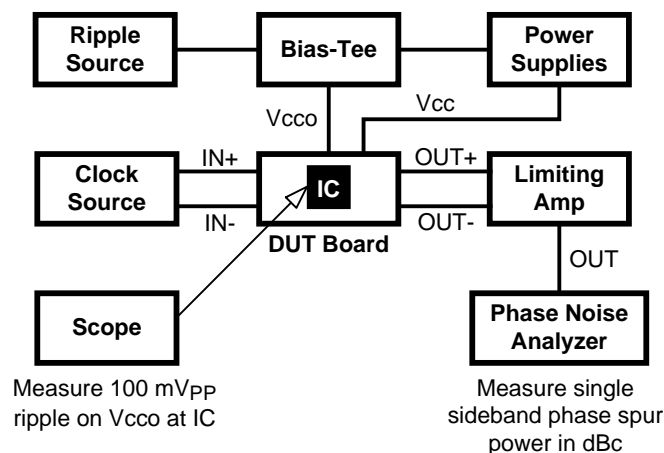 Ripple
Source
Bias-Tee
Power
Supplies
Vcco
Vcc
Clock
Source
IN+
IN-
IC
DUT Board
OUT+
OUT-
Limiting
Amp
OUT
Scope
Phase Noise
Analyzer
Measure 100 mVPP
ripple on Vcco at IC
Measure single
sideband phase spur
power in dBc